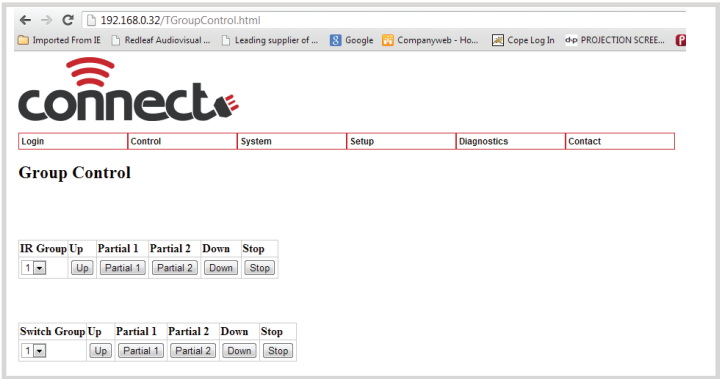 192.168.0.32/TGroupControl.html
Imported From IE Redleaf Audiovisual ... Leading supplier of ... Google Companyweb - Ho... Cope Log In dhp PROJECTION SCREE...
connect
Login Control System Setup Diagnostics Contact
Group Control
IR Group Up Partial 1 Partial 2 Down Stop
1 Up Partial 1 Partial 2 Down Stop
Switch Group Up Partial 1 Partial 2 Down Stop
1 Up Partial 1 Partial 2 Down Stop